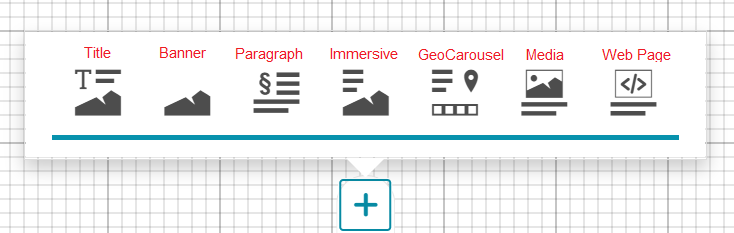 Title Banner Paragraph Immersive GeoCarousel Media Web Page
T § </>
+